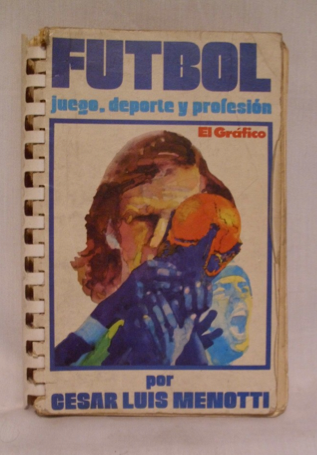 FUTBOL
juego, deporte y profesión
El Gráfico
por
CESAR LUIS MENOTTI